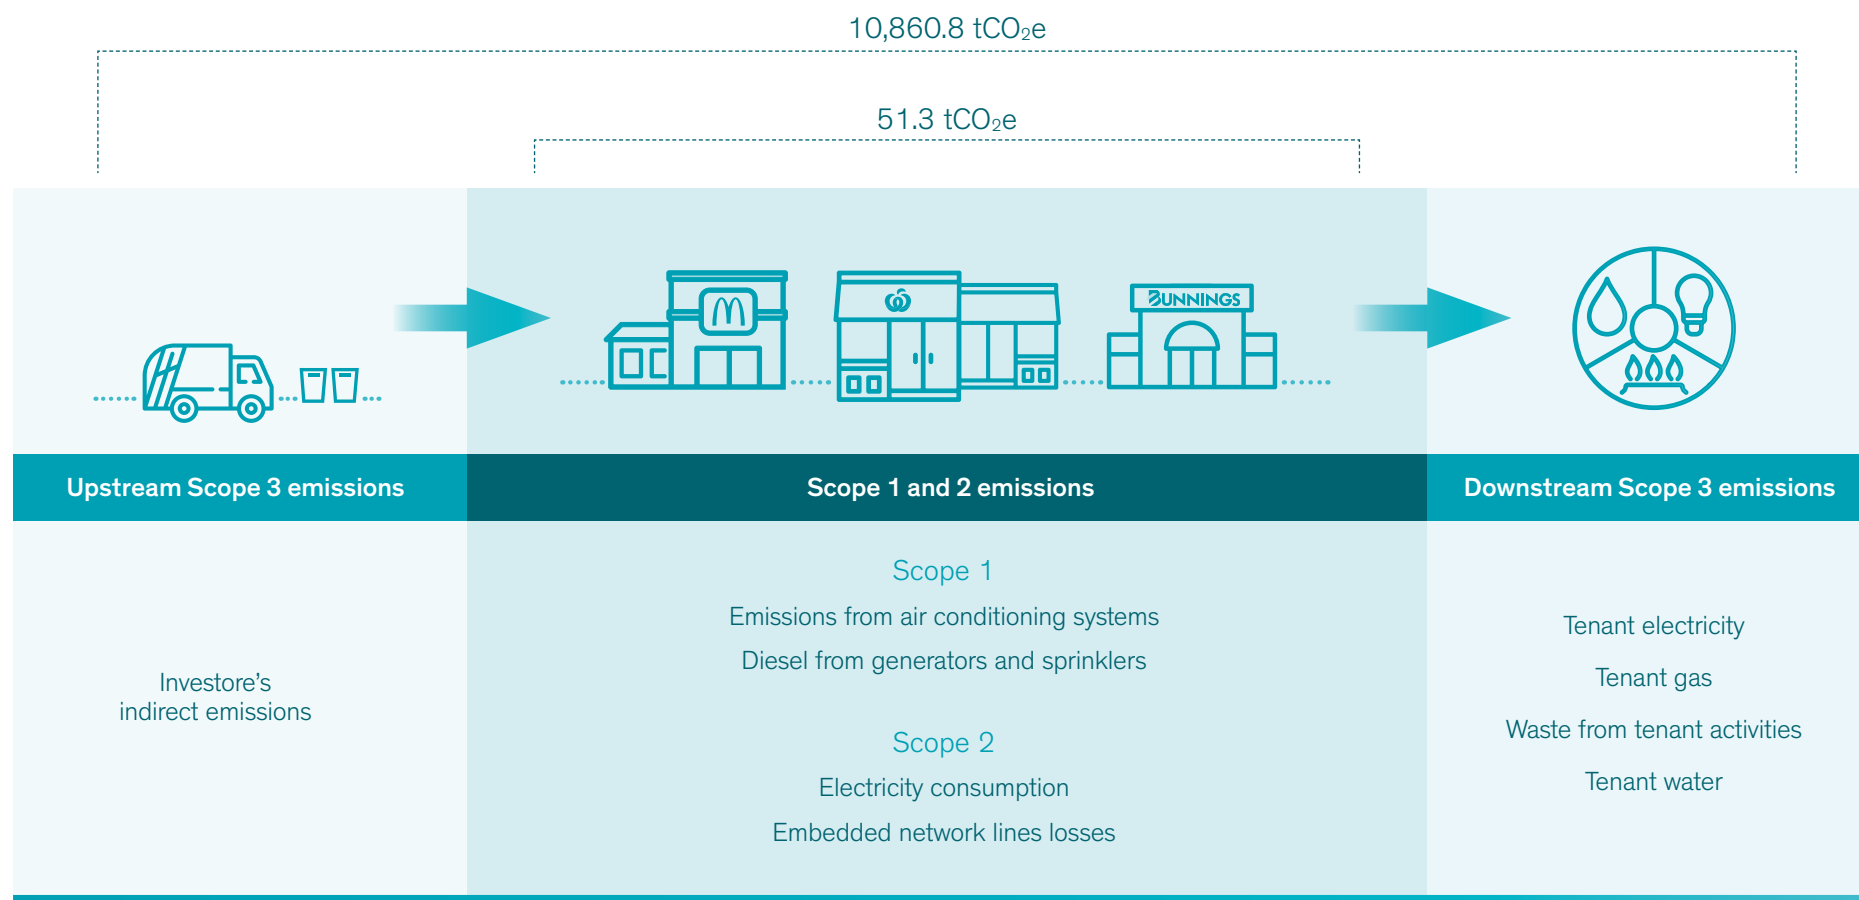 10,860.8 tCO₂e
51.3 tCO₂e
BUNNINGS
Upstream Scope 3 emissions
Scope 1 and 2 emissions
Downstream Scope 3 emissions
Investore’s
indirect emissions
Scope 1
Emissions from air conditioning systems
Diesel from generators and sprinklers
Scope 2
Electricity consumption
Embedded network lines losses
Tenant electricity
Tenant gas
Waste from tenant activities
Tenant water